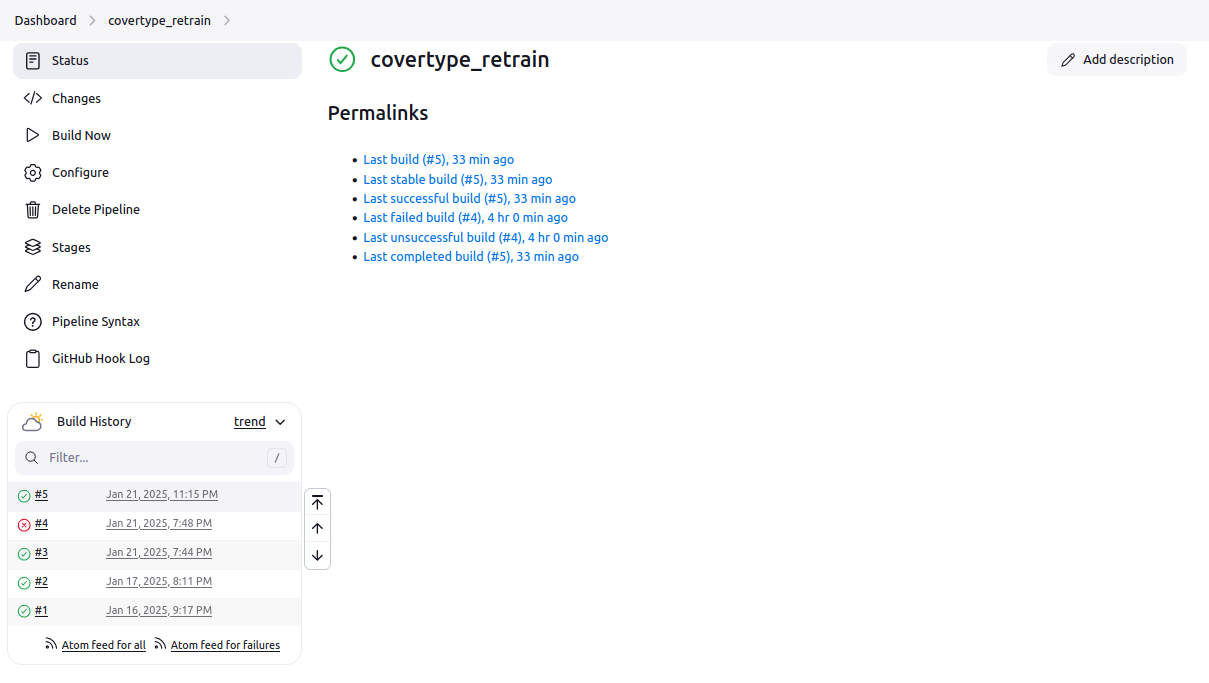 Dashboard > covertype_retrain >
Status
Changes
Build Now
Configure
Delete Pipeline
Stages
Rename
Pipeline Syntax
GitHub Hook Log
Build History trend
Filter... /
#5 Jan 21, 2025, 11:15 PM
#4 Jan 21, 2025, 7:48 PM
#3 Jan 21, 2025, 7:44 PM
#2 Jan 17, 2025, 8:11 PM
#1 Jan 16, 2025, 9:17 PM
Atom feed for all Atom feed for failures
covertype_retrain
Add description
Permalinks
• Last build (#5), 33 min ago
• Last stable build (#5), 33 min ago
• Last successful build (#5), 33 min ago
• Last failed build (#4), 4 hr 0 min ago
• Last unsuccessful build (#4), 4 hr 0 min ago
• Last completed build (#5), 33 min ago